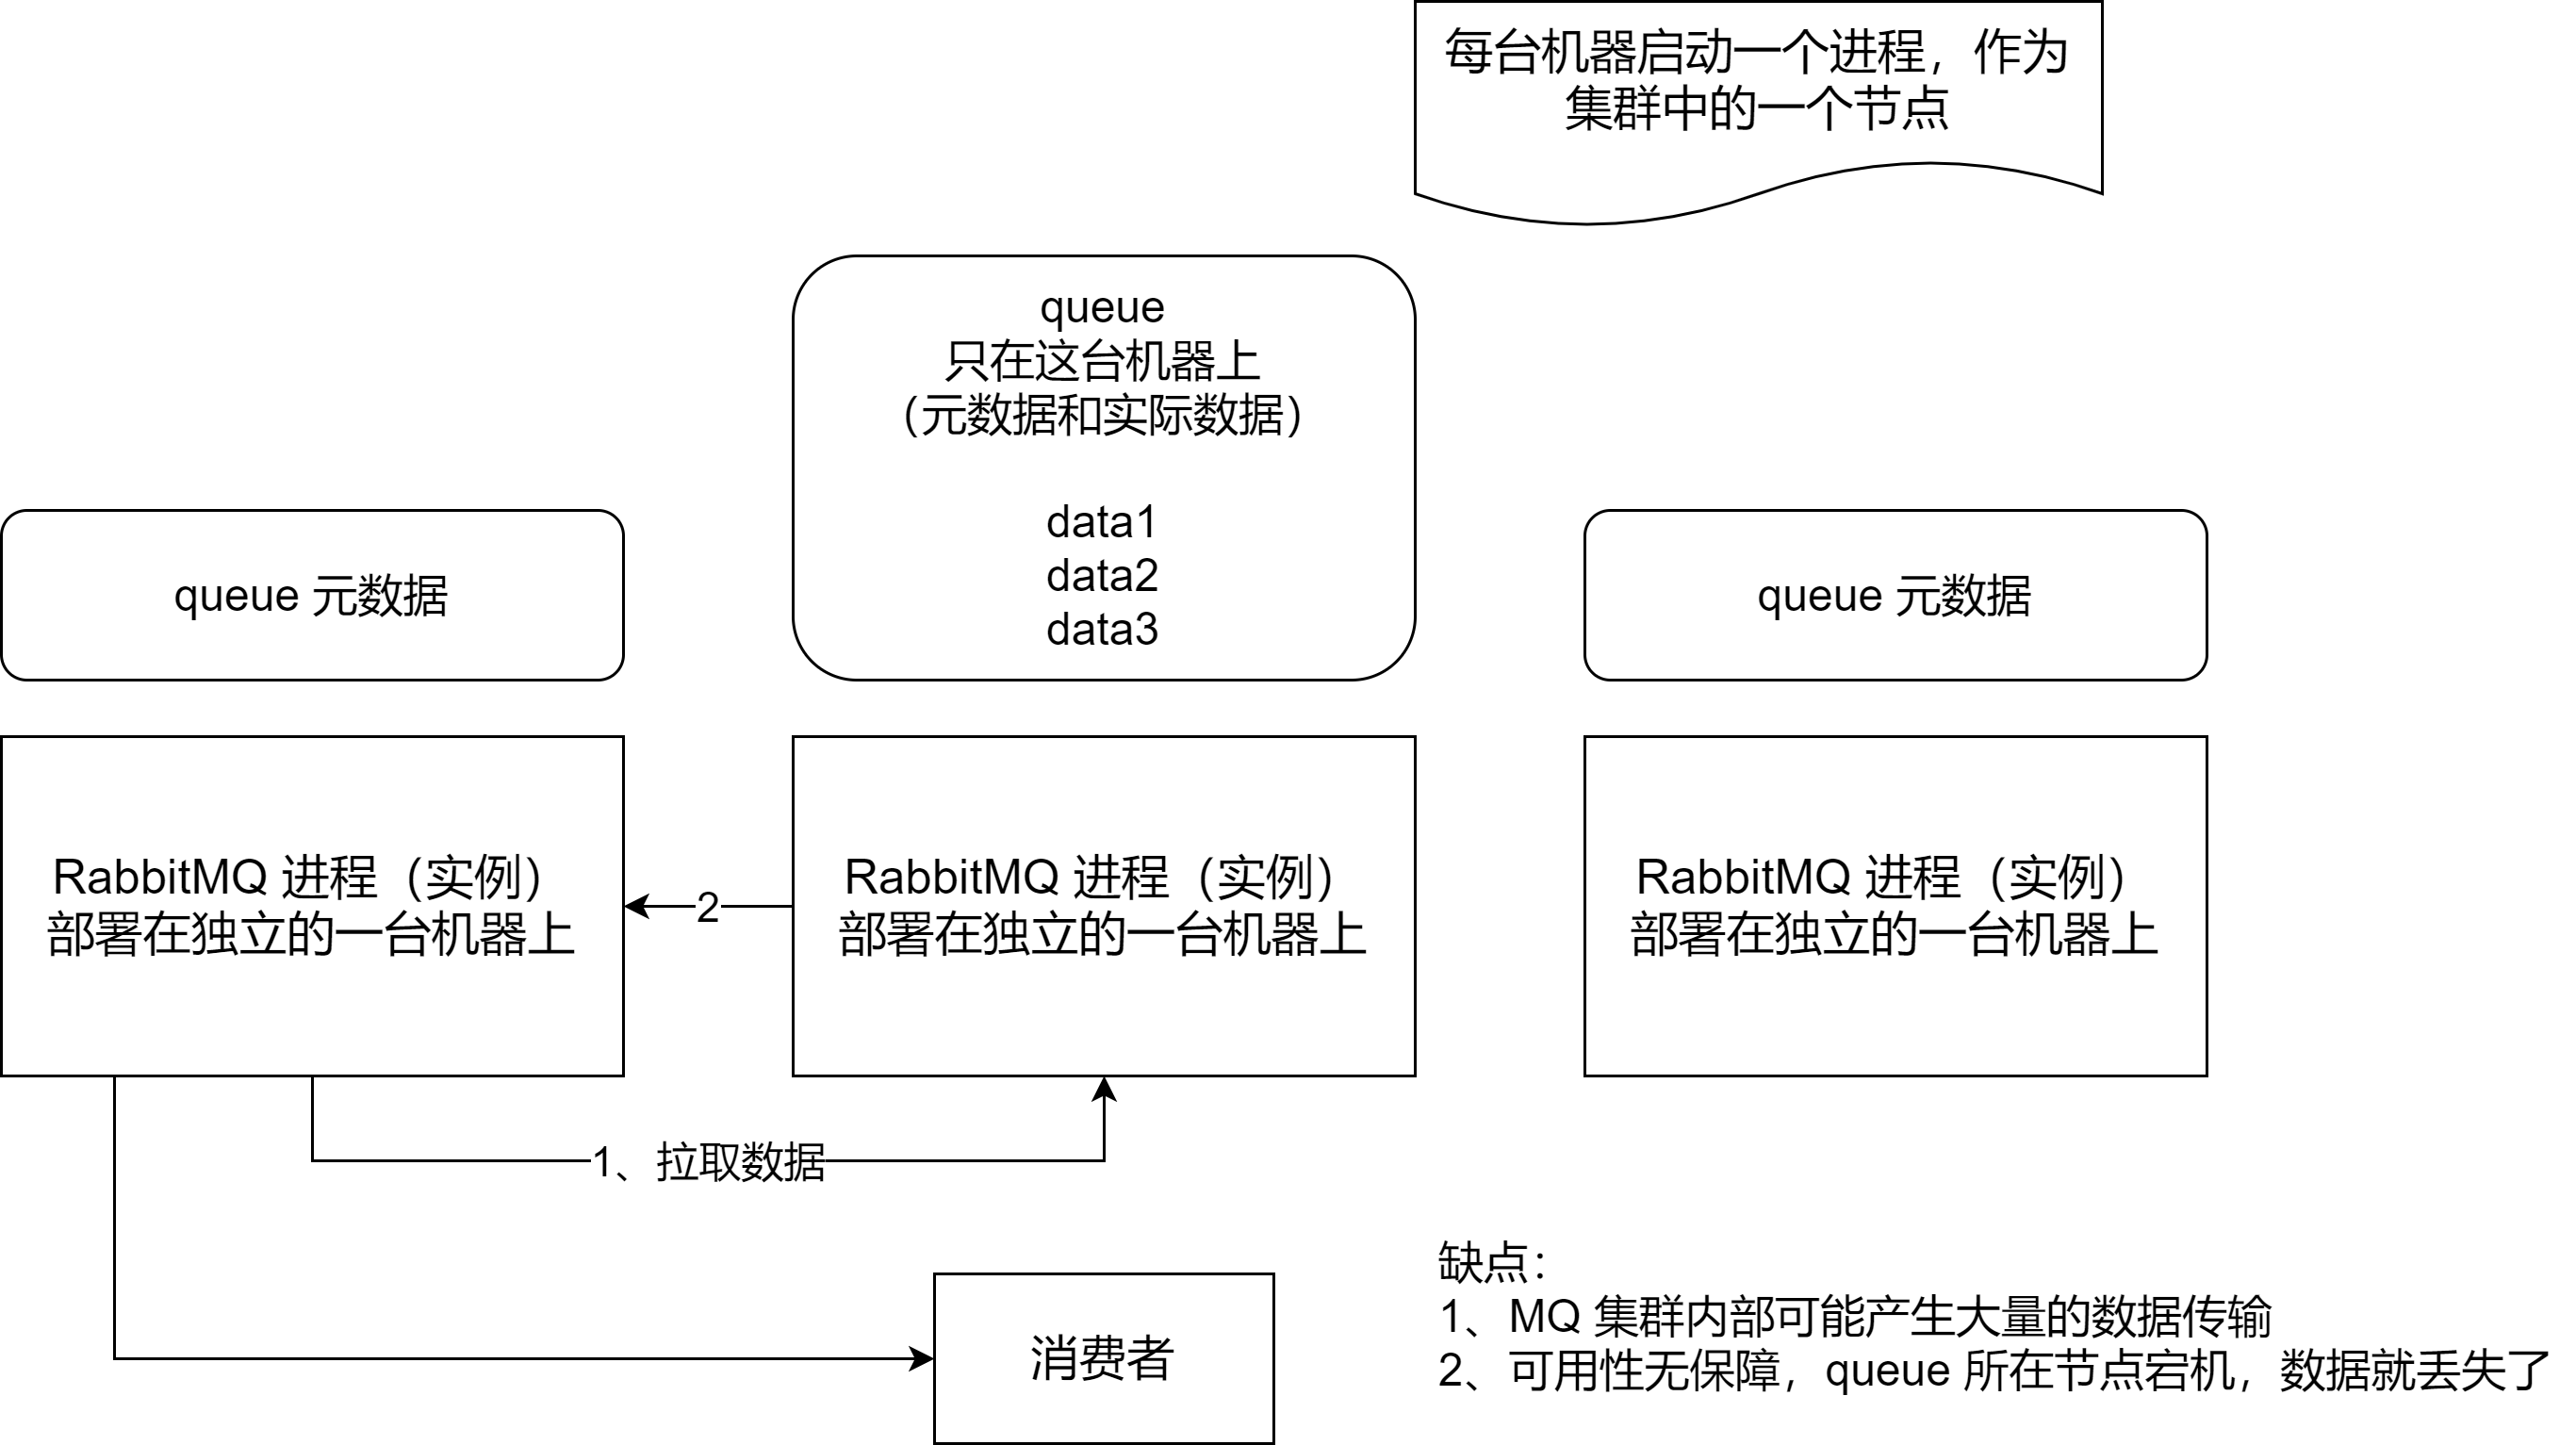 每台机器启动一个进程，作为
集群中的一个节点
queue
只在这台机器上
（元数据和实际数据）
data1
data2
data3
queue 元数据
queue 元数据
RabbitMQ 进程（实例）
部署在独立的一台机器上
2
RabbitMQ 进程（实例）
部署在独立的一台机器上
RabbitMQ 进程（实例）
部署在独立的一台机器上
1、拉取数据
消费者
缺点：
1、MQ 集群内部可能产生大量的数据传输
2、可用性无保障，queue 所在节点宕机，数据就丢失了